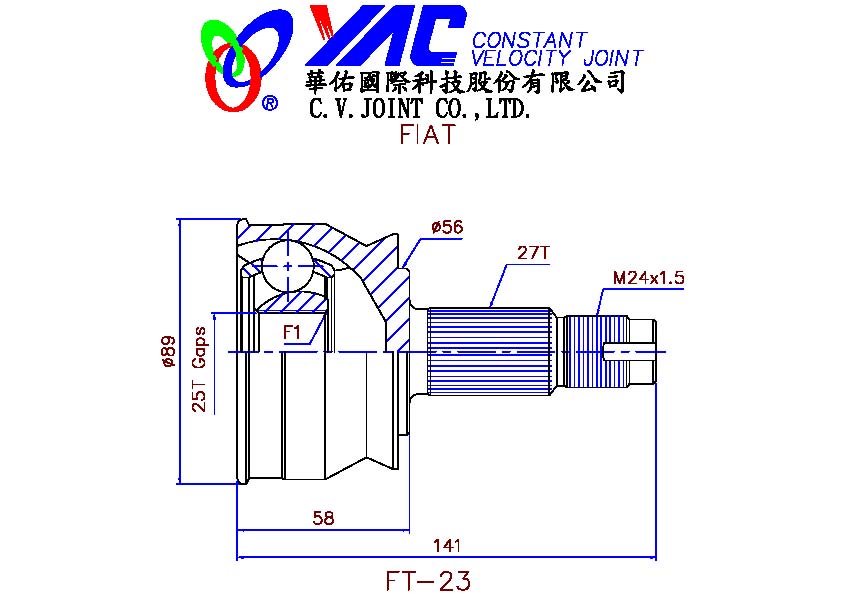 YAC CONSTANT
VELOCITY JOINT
®
華佑國際科技股份有限公司
C.V.JOINT CO.,LTD.
FIAT
ø56
27T
M24x1.5
F1
ø89
25T Gaps
58
141
FT-23